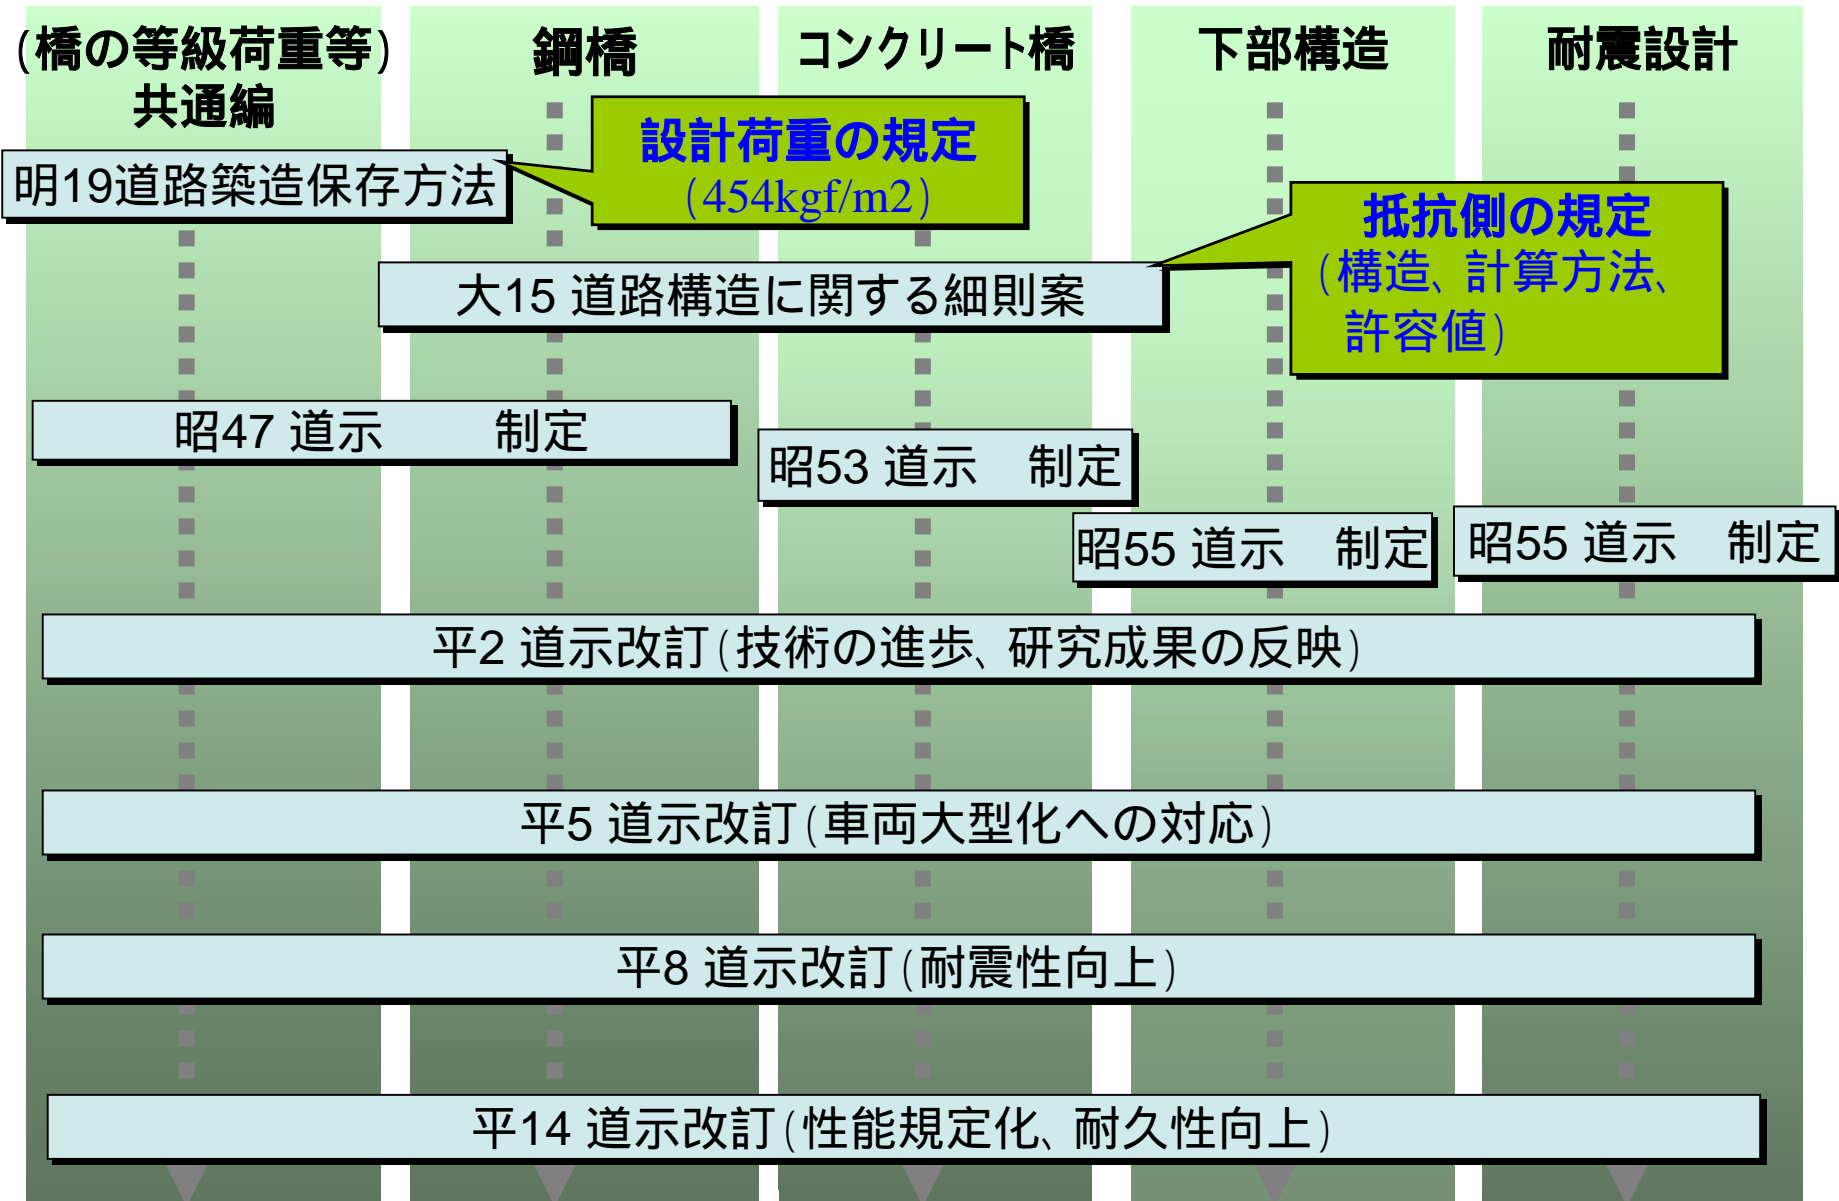 (橋の等級荷重等)
共通編
鋼橋
コンクリート橋
下部構造
耐震設計
明19道路築造保存方法
設計荷重の規定
(454kgf/m2)
大15 道路構造に関する細則案
抵抗側の規定
(構造、計算方法、
許容値)
昭47 道示　　制定
昭53 道示　制定
昭55 道示　制定
昭55 道示　制定
平2 道示改訂(技術の進歩、研究成果の反映)
平5 道示改訂(車両大型化への対応)
平8 道示改訂(耐震性向上)
平14 道示改訂(性能規定化、耐久性向上)